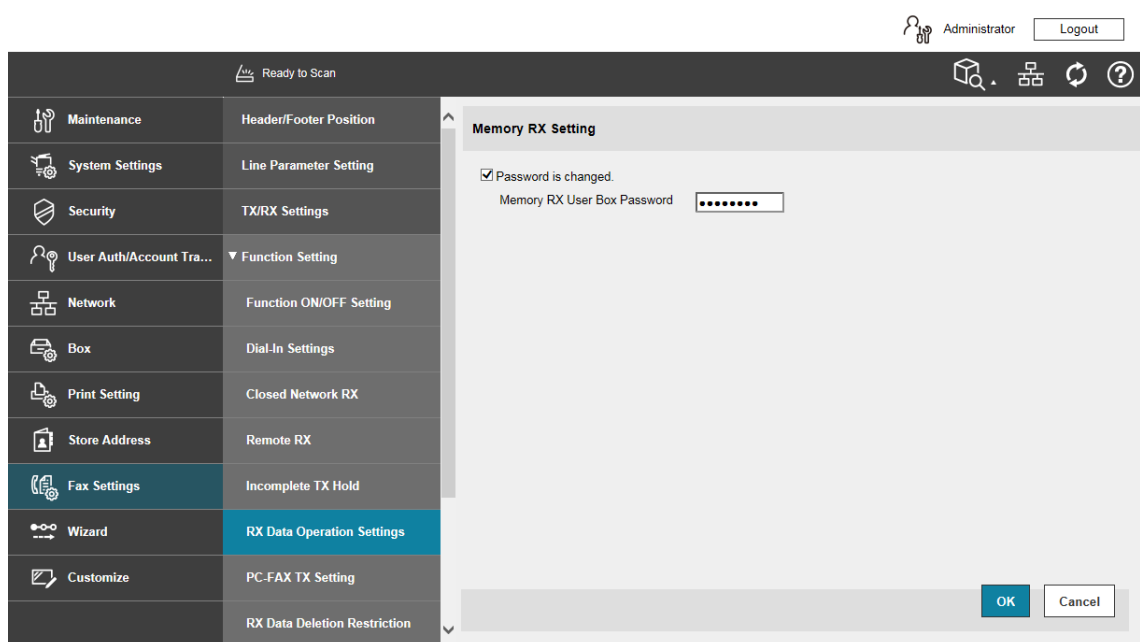 Administrator
Logout
Ready to Scan
Maintenance
System Settings
Security
User Auth/Account Tra...
Network
Box
Print Setting
Store Address
Fax Settings
Wizard
Customize
Header/Footer Position
Line Parameter Setting
TX/RX Settings
▼ Function Setting
Function ON/OFF Setting
Dial-In Settings
Closed Network RX
Remote RX
Incomplete TX Hold
RX Data Operation Settings
PC-FAX TX Setting
RX Data Deletion Restriction
Memory RX Setting
Password is changed.
Memory RX User Box Password ••••••••
OK
Cancel